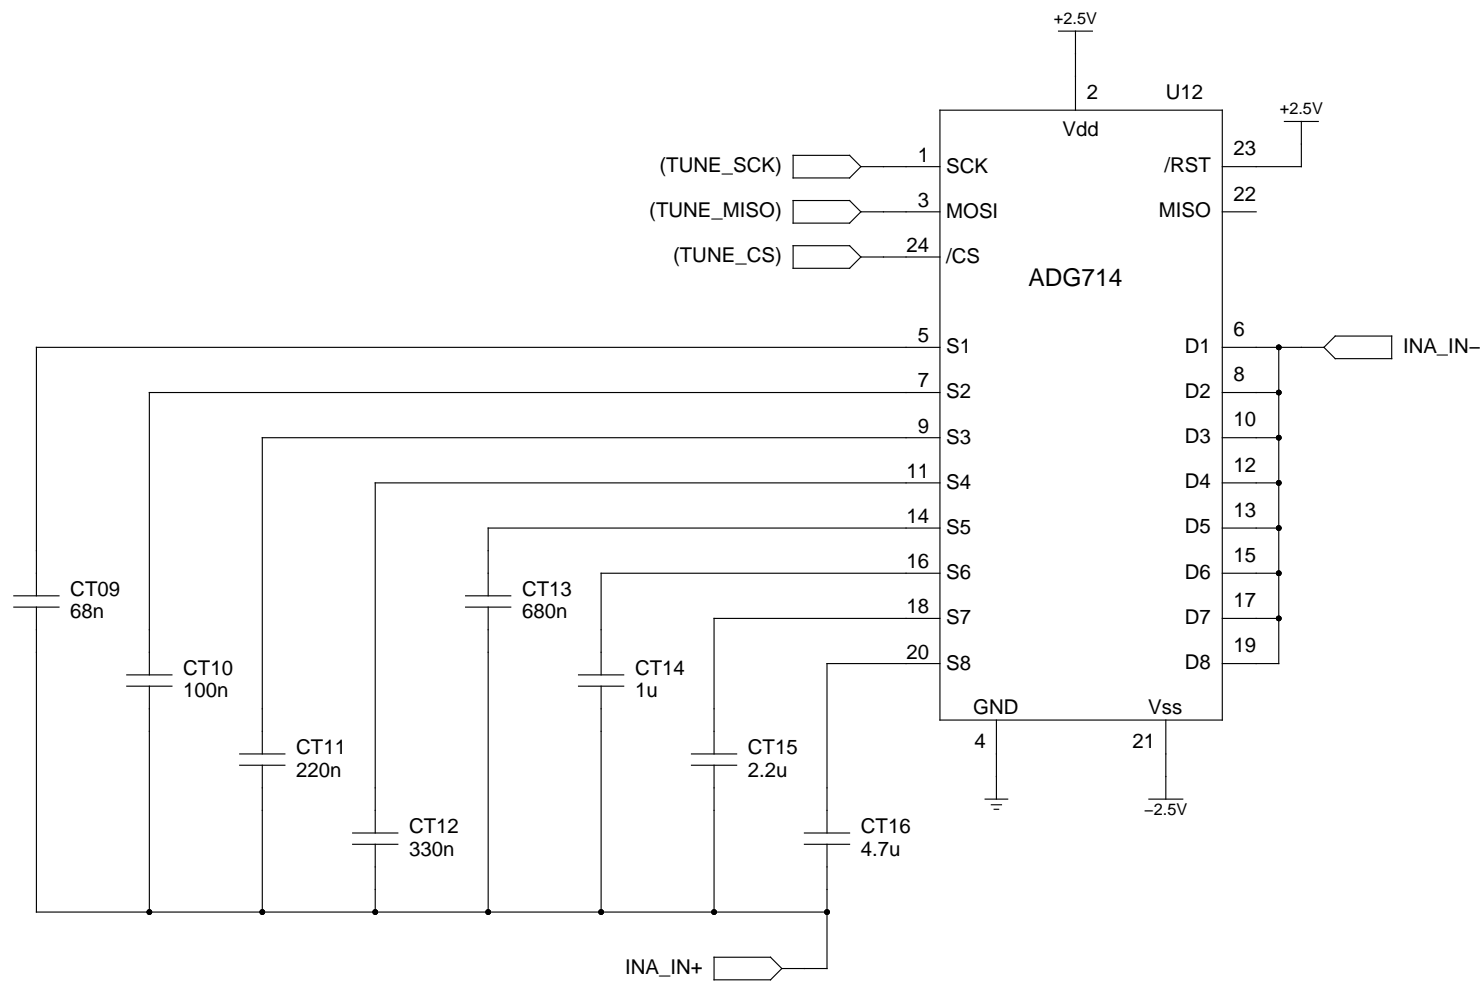 +2.5V
2
U12
+2.5V
Vdd
(TUNE_SCK)
1
SCK
/RST
23
(TUNE_MISO)
3
MOSI
MISO
22
(TUNE_CS)
24
/CS
ADG714
5
S1
D1
6
INA_IN−
7
S2
D2
8
9
S3
D3
10
11
S4
D4
12
14
S5
D5
13
16
S6
D6
15
18
S7
D7
17
20
S8
D8
19
CT09
68n
CT13
680n
CT10
100n
CT14
1u
GND
Vss
4
21
CT11
220n
CT15
2.2u
−2.5V
CT12
330n
CT16
4.7u
INA_IN+